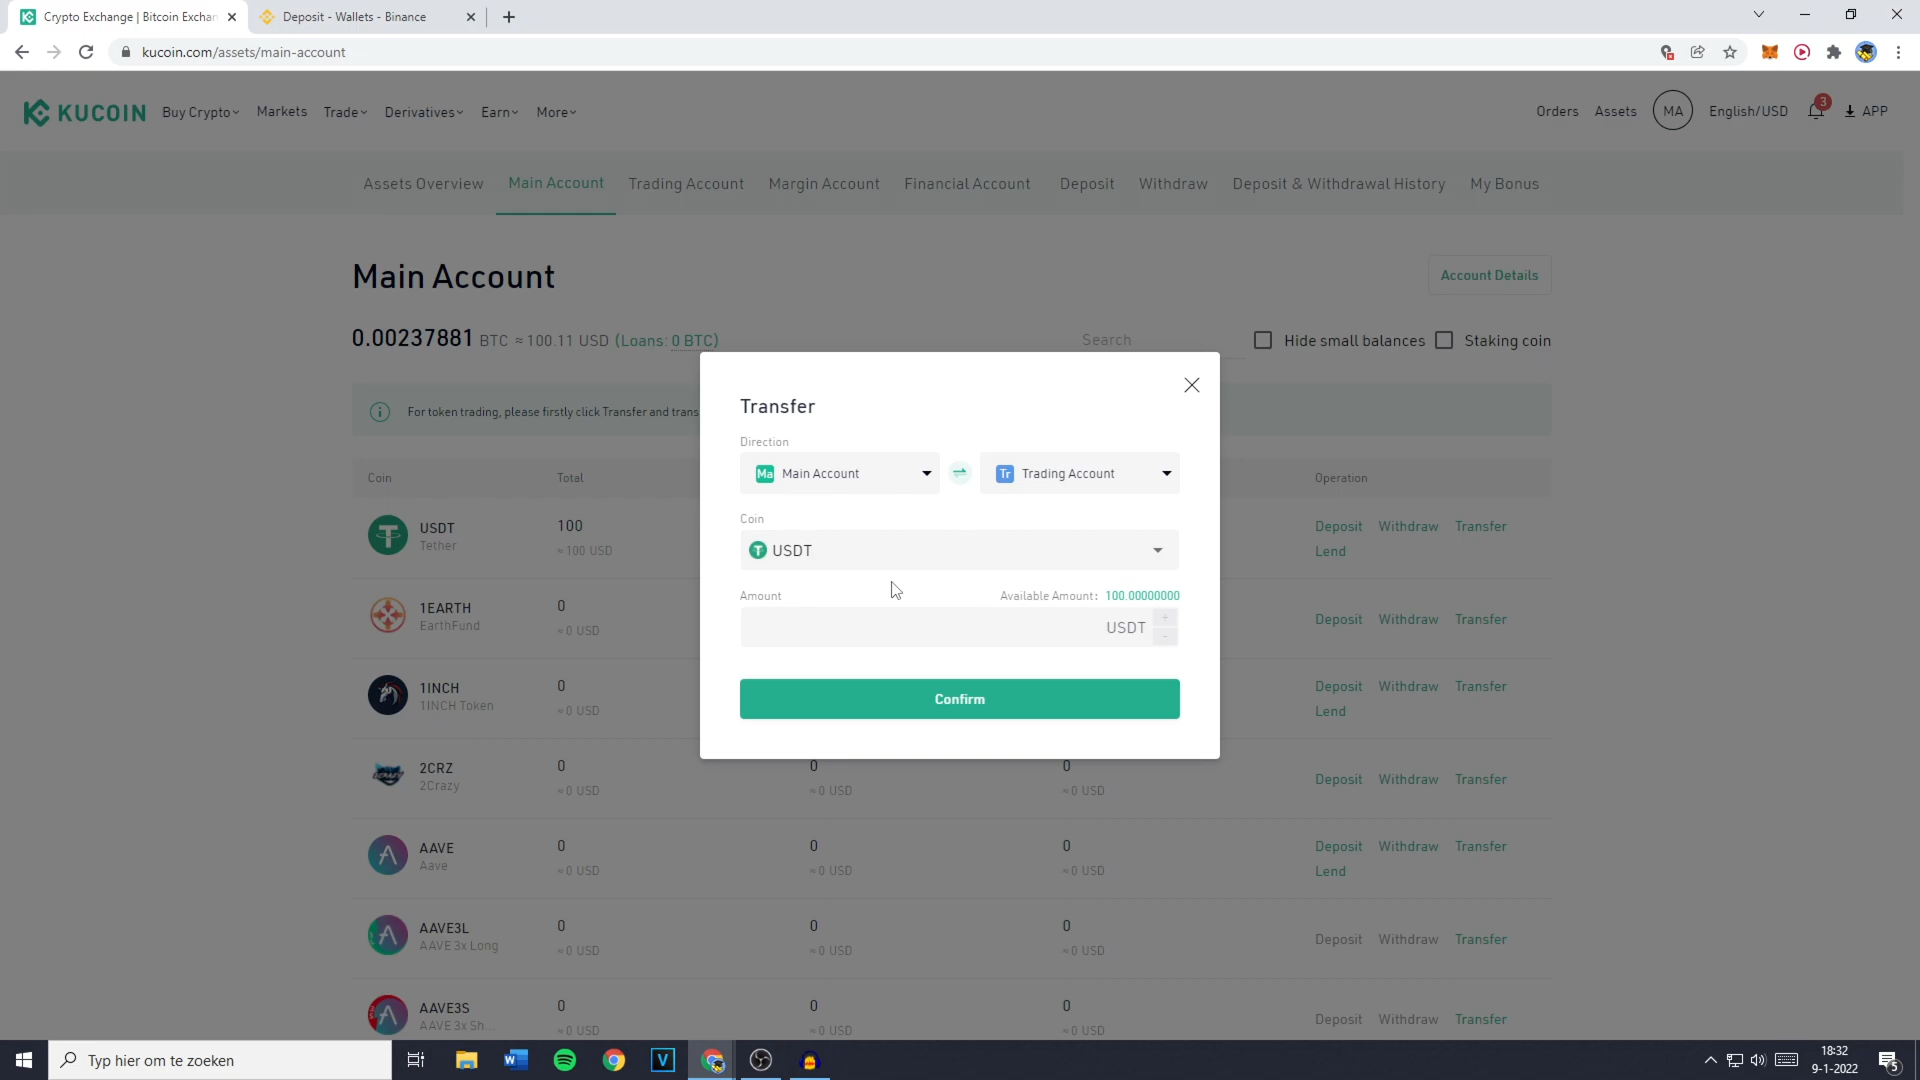 Crypto Exchange | Bitcoin Exchan
Deposit - Wallets - Binance
kucoin.com/assets/main-account
KUCOIN Buy Crypto Markets Trade Derivatives Earn More Orders Assets MA English/USD 3 APP
Assets Overview Main Account Trading Account Margin Account Financial Account Deposit Withdraw Deposit & Withdrawal History My Bonus
Main Account
Account Details
0.00237881 BTC ≈100.11 USD (Loans: 0 BTC)
Search
Hide small balances
Staking coin
For token trading, please firstly click Transfer and trans
Coin Total Operation
USDT
Tether
100
≈100 USD
Deposit Withdraw Transfer
Lend
1EARTH
EarthFund
0
≈0 USD
Deposit Withdraw Transfer
1INCH
1INCH Token
0
≈0 USD
Deposit Withdraw Transfer
Lend
2CRZ
2Crazy
0 0 0
≈0 USD ≈0 USD ≈0 USD
Deposit Withdraw Transfer
AAVE
Aave
0 0 0
≈0 USD ≈0 USD ≈0 USD
Deposit Withdraw Transfer
Lend
AAVE3L
AAVE 3x Long
0 0 0
≈0 USD ≈0 USD ≈0 USD
Deposit Withdraw Transfer
AAVE3S
AAVE 3x Sh...
0 0 0
≈0 USD ≈0 USD ≈0 USD
Deposit Withdraw Transfer
Transfer
Direction
Ma Main Account
Tr Trading Account
Coin
USDT
Amount
Available Amount: 100.00000000
USDT
Confirm
Typ hier om te zoeken
18:32
9-1-2022
5